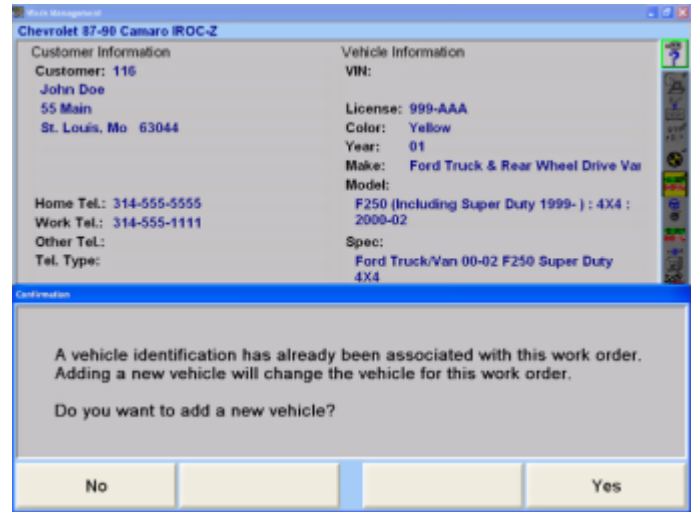 Work Management
Chevrolet 87-90 Camaro IROC-Z
Customer Information
Customer: 116
John Doe
55 Main
St. Louis, Mo 63044
Home Tel.: 314-555-5555
Work Tel.: 314-555-1111
Other Tel.:
Tel. Type:
Vehicle Information
VIN:
License: 999-AAA
Color: Yellow
Year: 01
Make: Ford Truck & Rear Wheel Drive Van
Model:
F250 (Including Super Duty 1999- ) : 4X4 :
2000-02
Spec:
Ford Truck/Van 00-02 F250 Super Duty
4X4
Confirmation
A vehicle identification has already been associated with this work order.
Adding a new vehicle will change the vehicle for this work order.
Do you want to add a new vehicle?
No
Yes